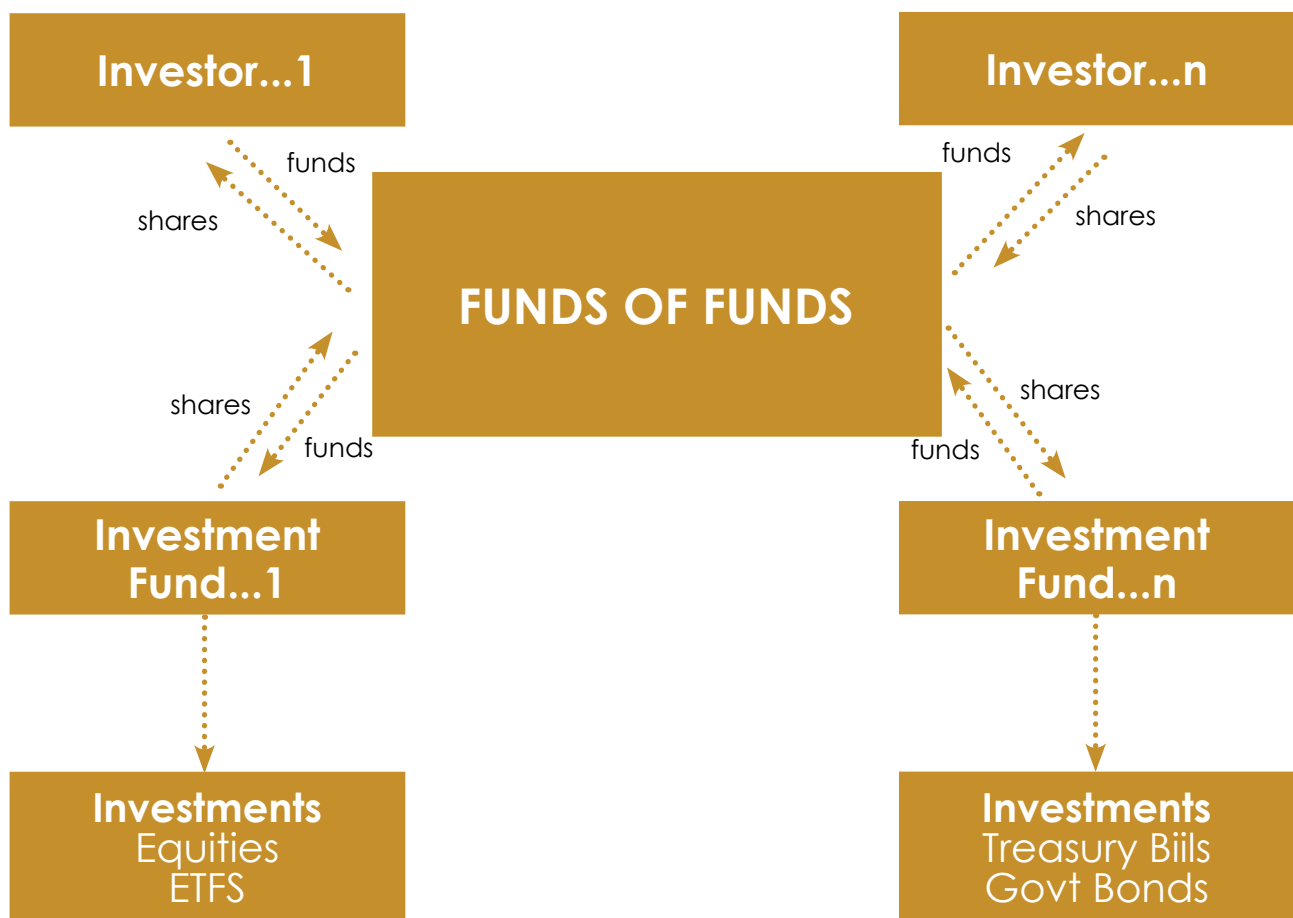 Investor...1
Investor...n
funds
shares
funds
shares
FUNDS OF FUNDS
shares
funds
shares
funds
Investment
Fund...1
Investment
Fund...n
Investments
Equities
ETFS
Investments
Treasury Biils
Govt Bonds